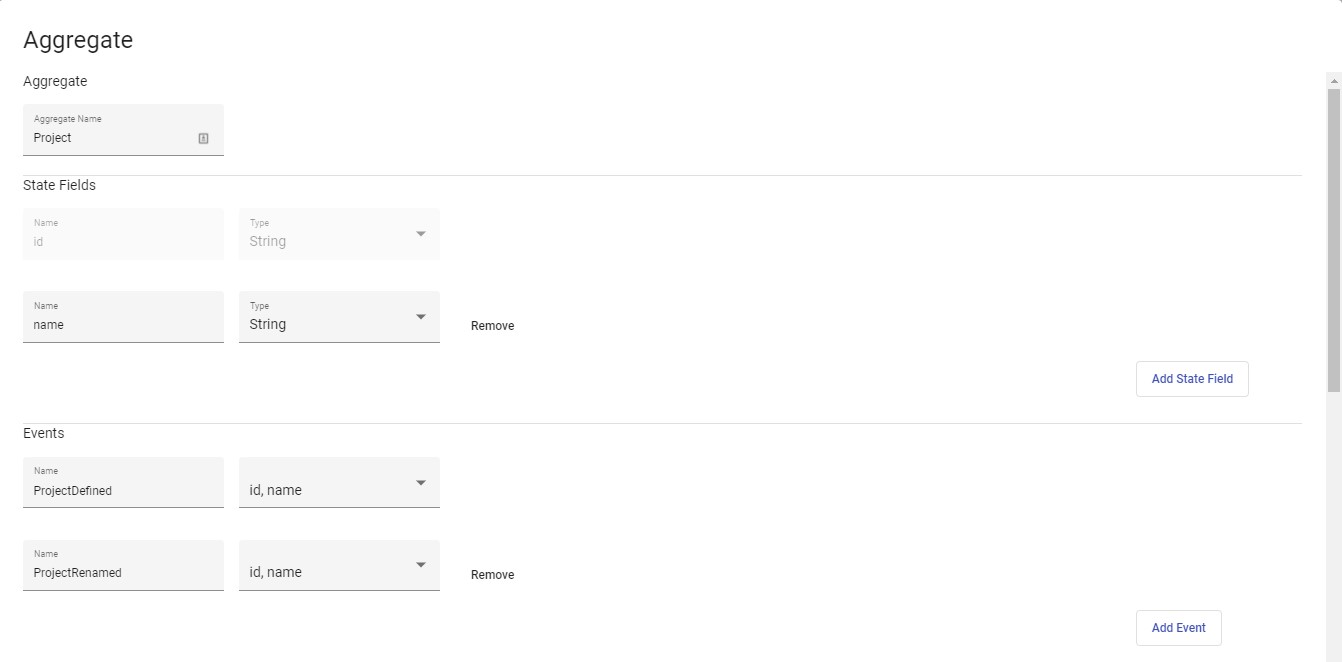 Aggregate
Aggregate
Aggregate Name
Project
State Fields
Name Type
id String
Name Type
name String Remove
Add State Field
Events
Name
ProjectDefined id, name
Name
ProjectRenamed id, name Remove
Add Event